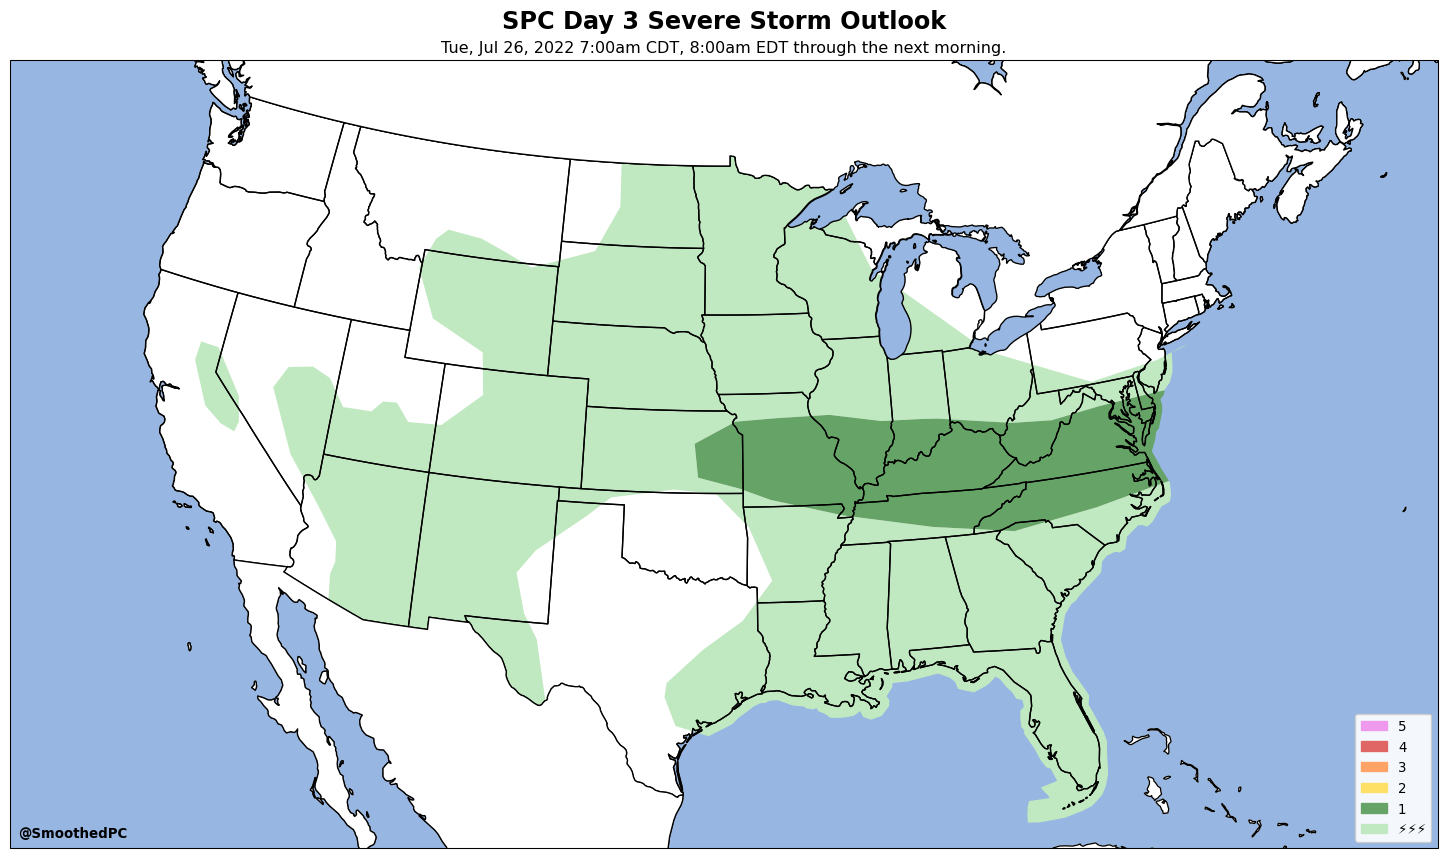 SPC Day 3 Severe Storm Outlook
Tue, Jul 26, 2022 7:00am CDT, 8:00am EDT through the next morning.
5
4
3
2
1
⚡⚡⚡
@SmoothedPC